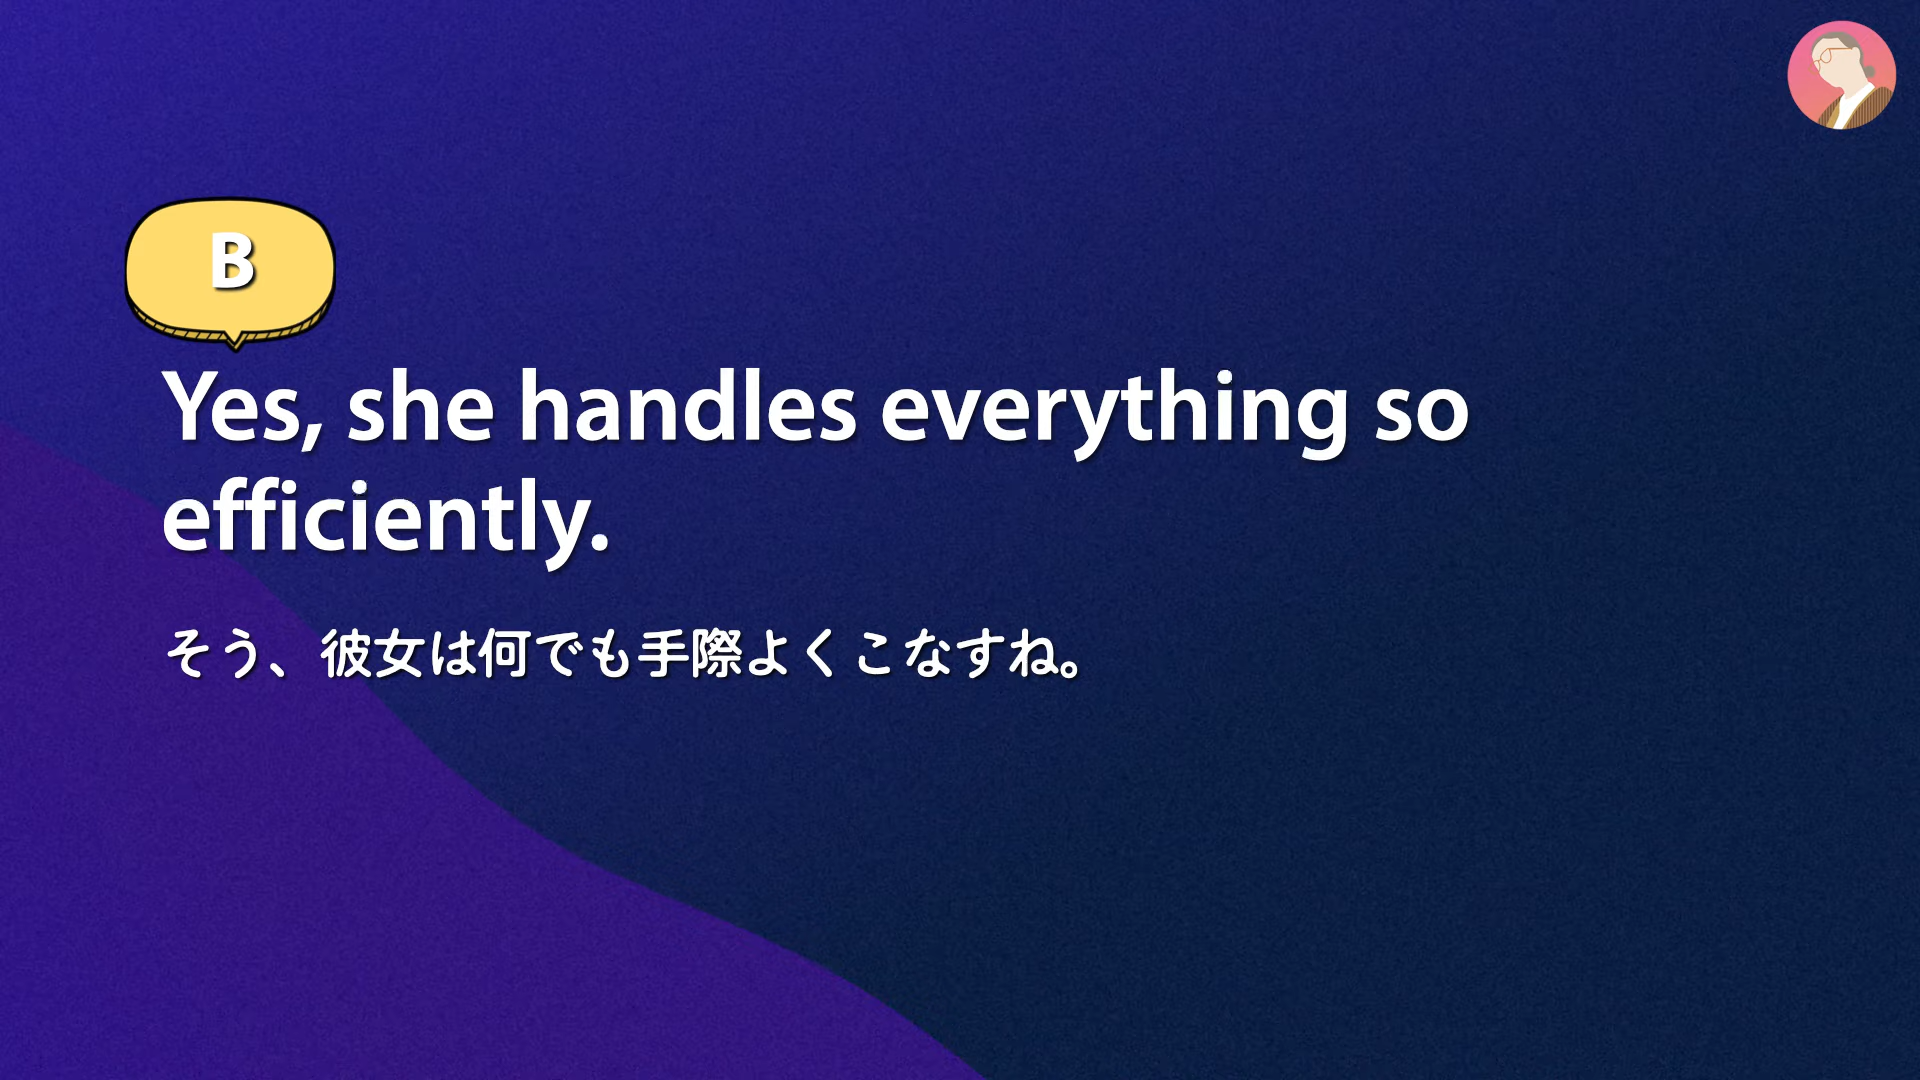 B
Yes, she handles everything so
efficiently.
そう、彼女は何でも手際よくこなすね。